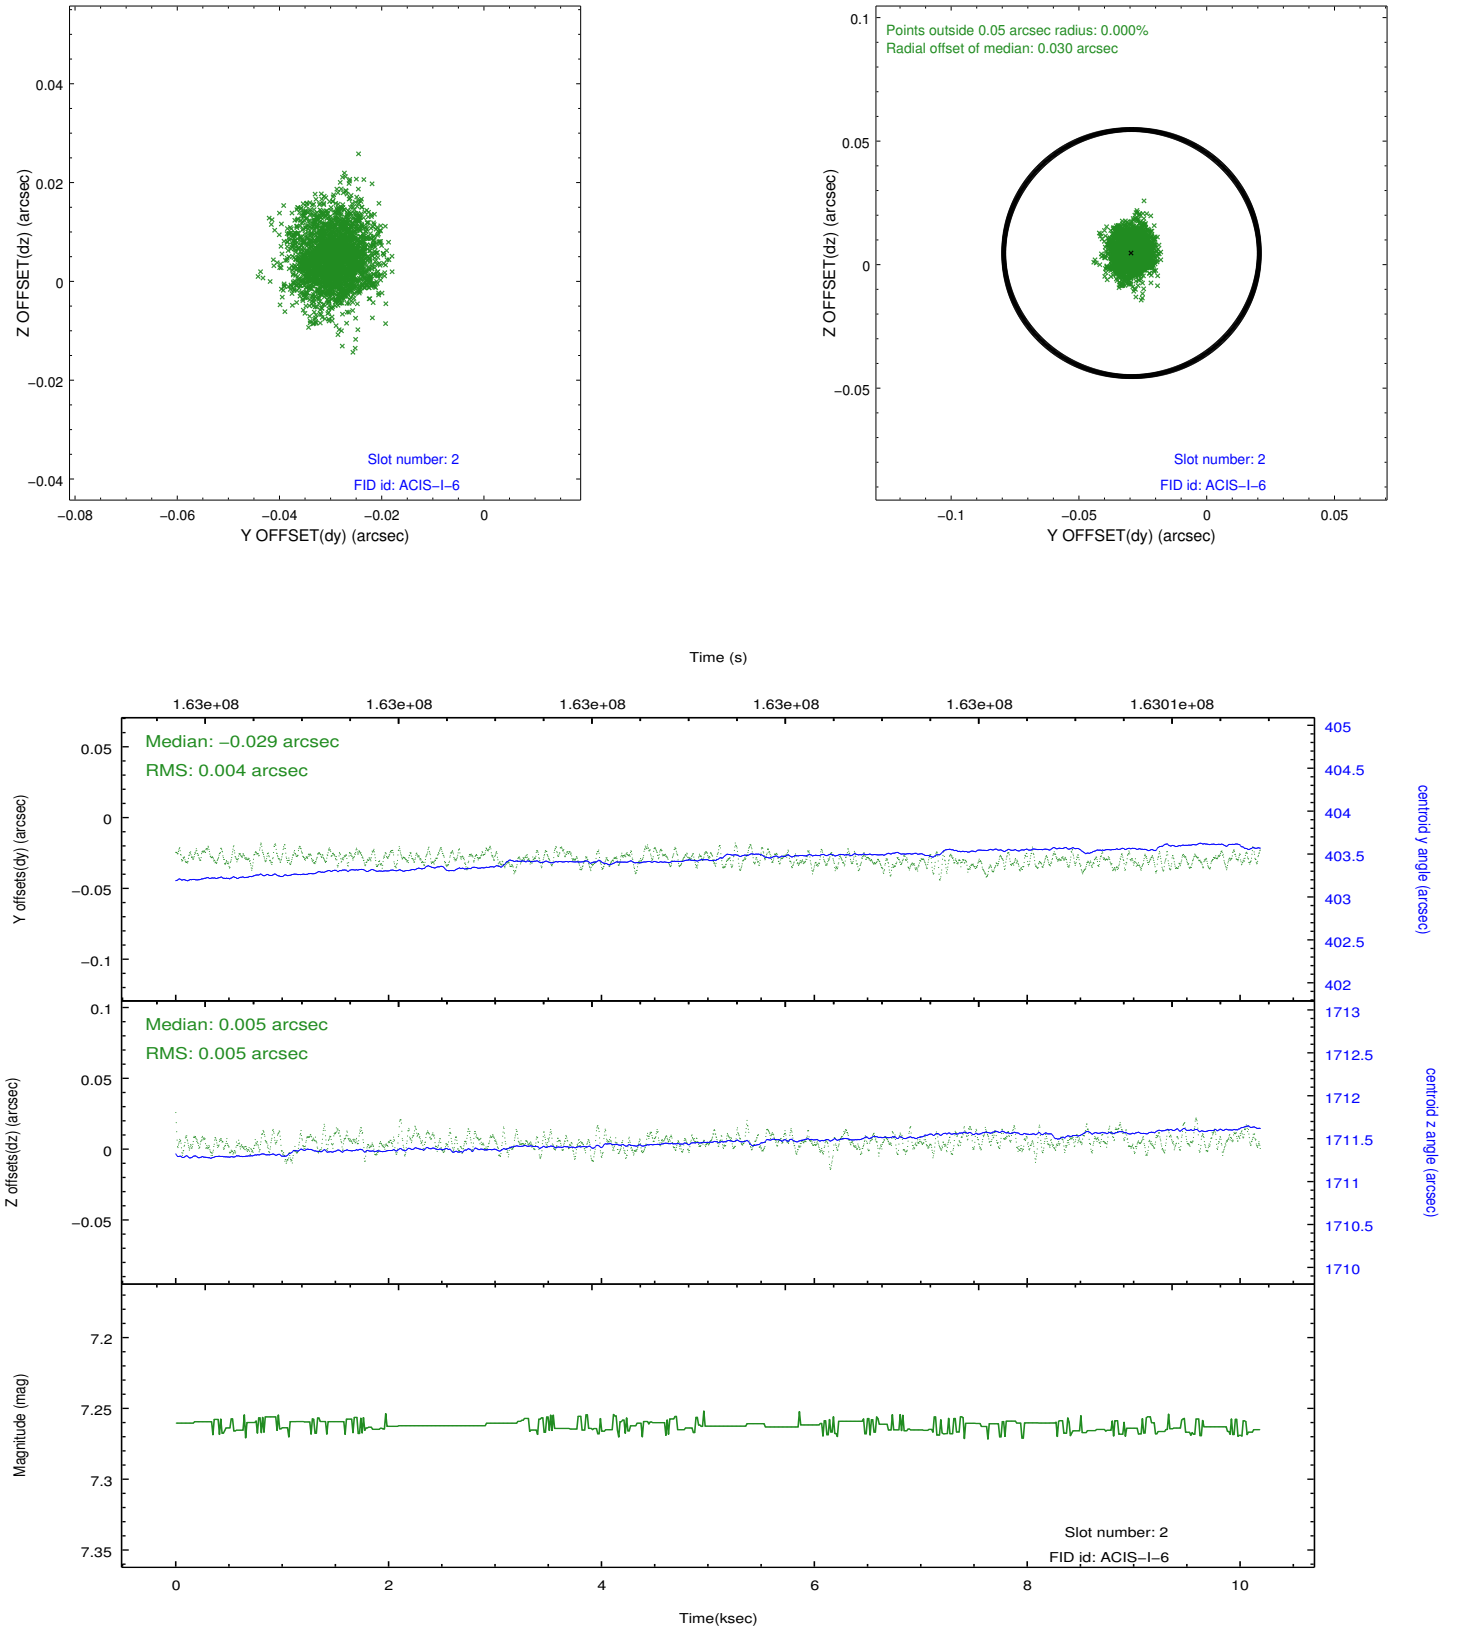 0.04
0.02
0
−0.02
−0.04
Z OFFSET(dz) (arcsec)
Slot number: 2
FID id: ACIS−I−6
−0.08 −0.06 −0.04 −0.02 0
Y OFFSET(dy) (arcsec)
Points outside 0.05 arcsec radius: 0.000%
Radial offset of median: 0.030 arcsec
0.1
0.05
0
−0.05
Z OFFSET(dz) (arcsec)
Slot number: 2
FID id: ACIS−I−6
−0.1 −0.05 0 0.05
Y OFFSET(dy) (arcsec)
Time (s)
1.63e+08 1.63e+08 1.63e+08 1.63e+08 1.63e+08 1.6301e+08
Median: −0.029 arcsec
RMS: 0.004 arcsec
0.05
0
−0.05
−0.1
Y offsets(dy) (arcsec)
405
404.5
404
403.5
403
402.5
402
centroid y angle (arcsec)
Median: 0.005 arcsec
RMS: 0.005 arcsec
0.1
0.05
0
−0.05
Z offsets(dz) (arcsec)
1713
1712.5
1712
1711.5
1711
1710.5
1710
centroid z angle (arcsec)
7.2
7.25
7.3
7.35
Magnitude (mag)
Slot number: 2
FID id: ACIS−I−6
0 2 4 6 8 10
Time(ksec)